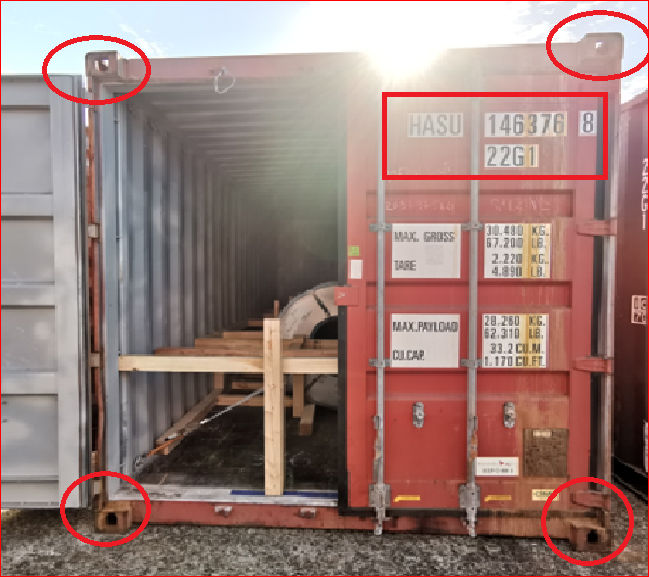 HASU 146376 8
22G1
MAX. GROSS 30.480 KG.
67.200 LB.
TARE 2.220 KG.
4.890 LB.
MAX.PAYLOAD 28.260 KG.
62.310 LB.
CU.CAP. 33.2 CU.M.
1.170 CU.FT.